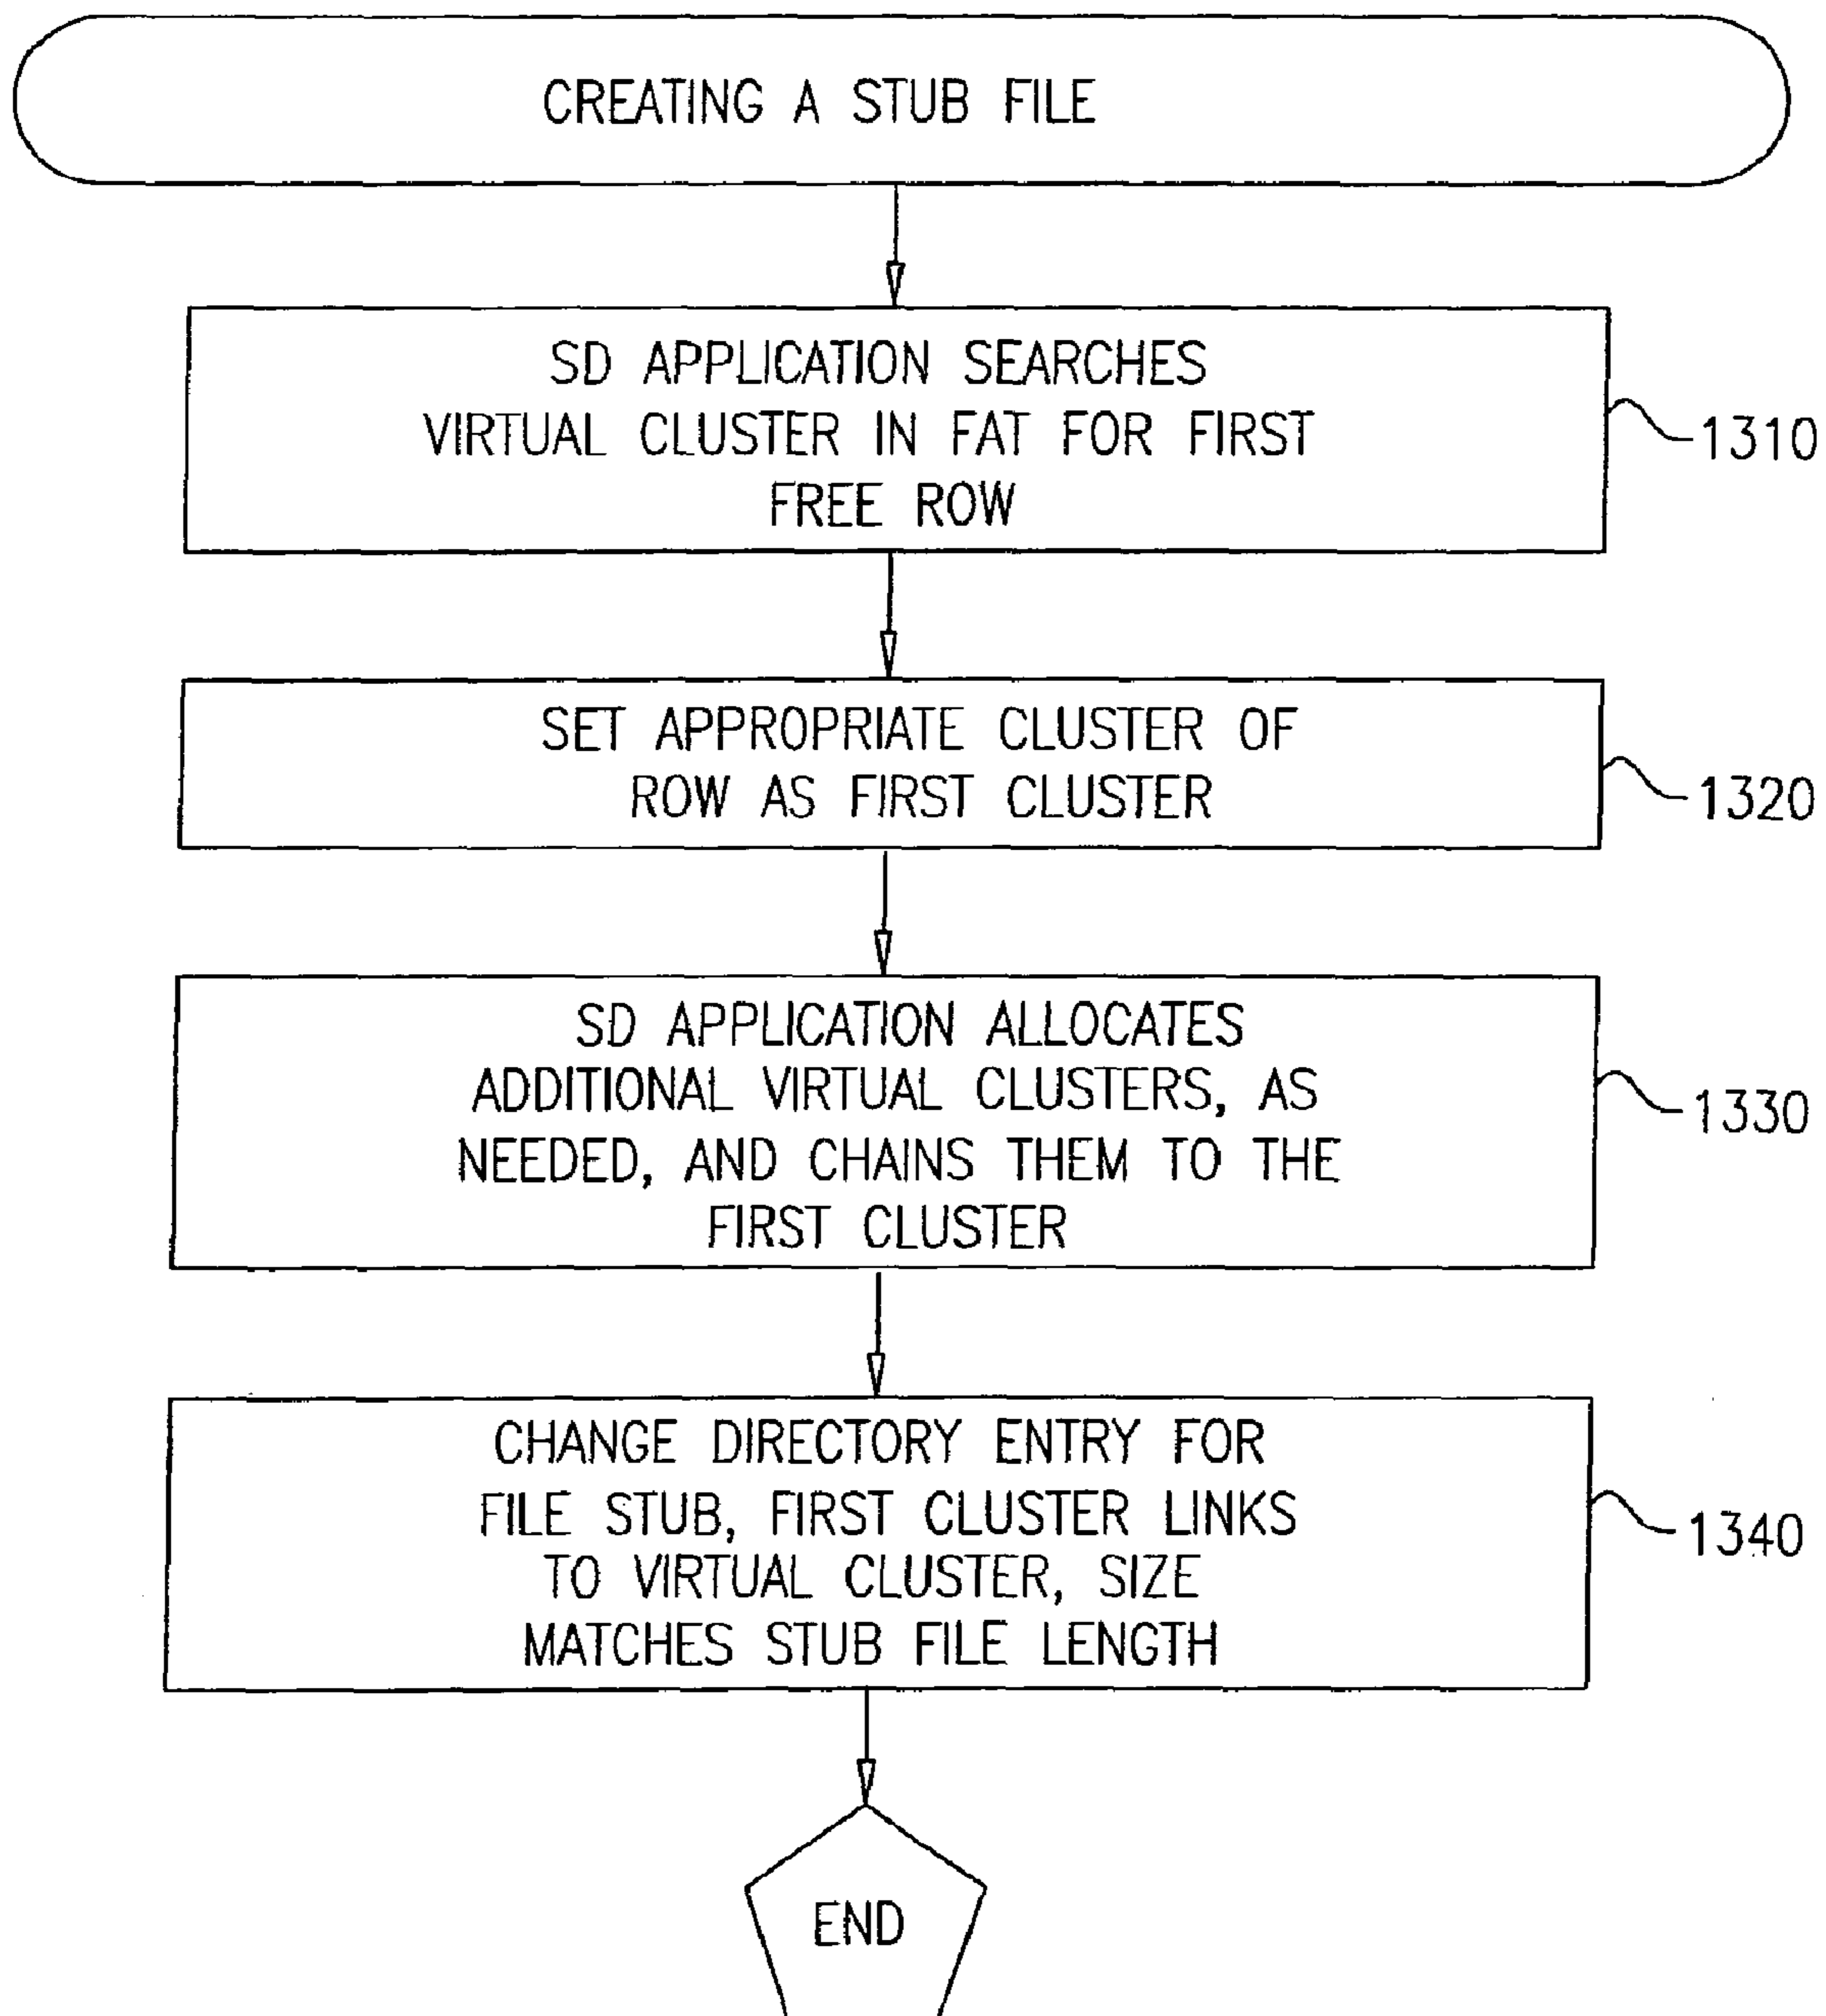 CREATING A STUB FILE
SD APPLICATION SEARCHES
VIRTUAL CLUSTER IN FAT FOR FIRST
FREE ROW
1310
SET APPROPRIATE CLUSTER OF
ROW AS FIRST CLUSTER
1320
SD APPLICATION ALLOCATES
ADDITIONAL VIRTUAL CLUSTERS, AS
NEEDED, AND CHAINS THEM TO THE
FIRST CLUSTER
1330
CHANGE DIRECTORY ENTRY FOR
FILE STUB, FIRST CLUSTER LINKS
TO VIRTUAL CLUSTER, SIZE
MATCHES STUB FILE LENGTH
1340
END